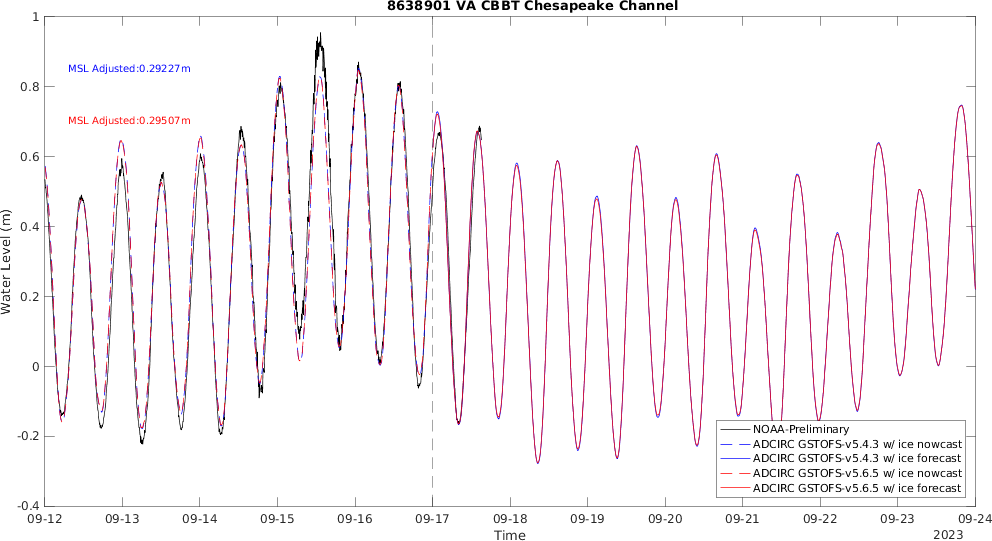 8638901 VA CBBT Chesapeake Channel
1
0.8
0.6
0.4
0.2
0
-0.2
-0.4
Water Level (m)
MSL Adjusted:0.29227m
MSL Adjusted:0.29507m
NOAA-Preliminary
ADCIRC GSTOFS-v5.4.3 w/ ice nowcast
ADCIRC GSTOFS-v5.4.3 w/ ice forecast
ADCIRC GSTOFS-v5.6.5 w/ ice nowcast
ADCIRC GSTOFS-v5.6.5 w/ ice forecast
09-12 09-13 09-14 09-15 09-16 09-17 09-18 09-19 09-20 09-21 09-22 09-23 09-24
Time
2023